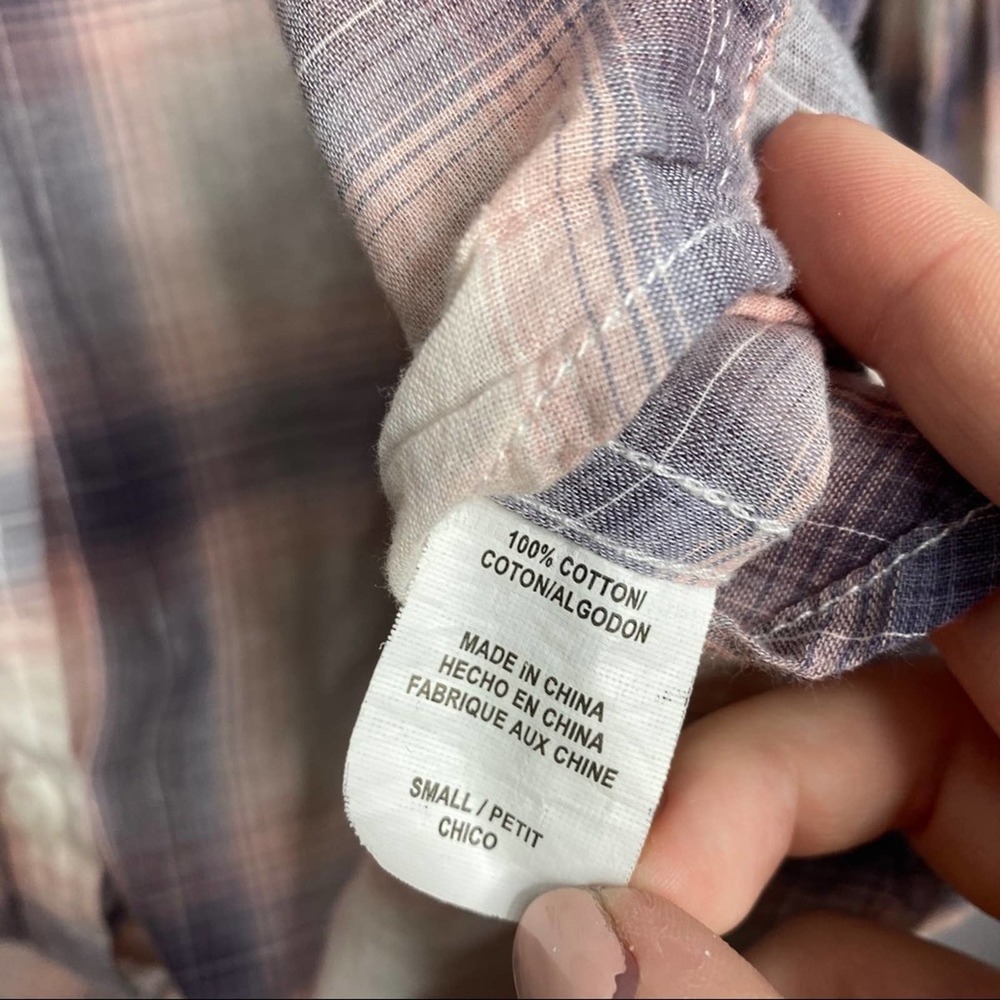 100% COTTON/
COTON/ALGODON
MADE iN CHINA
HECHO EN CHINA
FABRIQUE AUX CHINE
SMALL / PETIT
CHICO